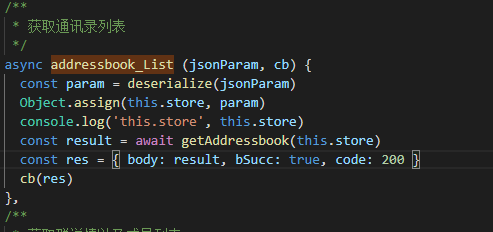 /**
 * 获取通讯录列表
 */
async addressbook_List (jsonParam, cb) {
  const param = deserialize(jsonParam)
  Object.assign(this.store, param)
  console.log('this.store', this.store)
  const result = await getAddressbook(this.store)
  const res = { body: result, bSucc: true, code: 200 }
  cb(res)
},
/**